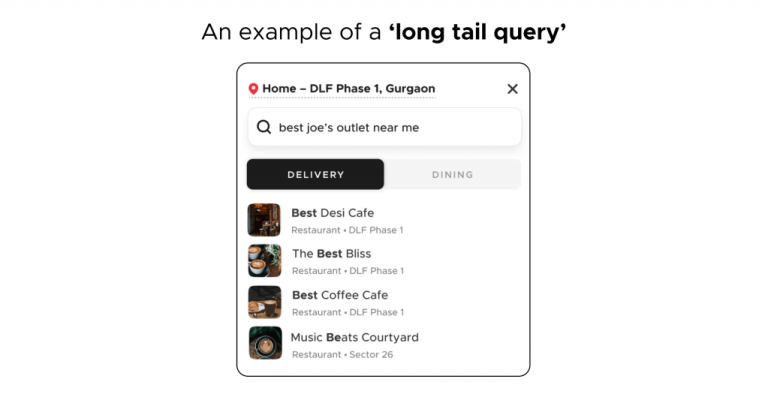 An example of a ‘long tail query’
Home – DLF Phase 1, Gurgaon
best joe's outlet near me
DELIVERY
DINING
Best Desi Cafe
Restaurant • DLF Phase 1
The Best Bliss
Restaurant • DLF Phase 1
Best Coffee Cafe
Restaurant • DLF Phase 1
Music Beats Courtyard
Restaurant • Sector 26